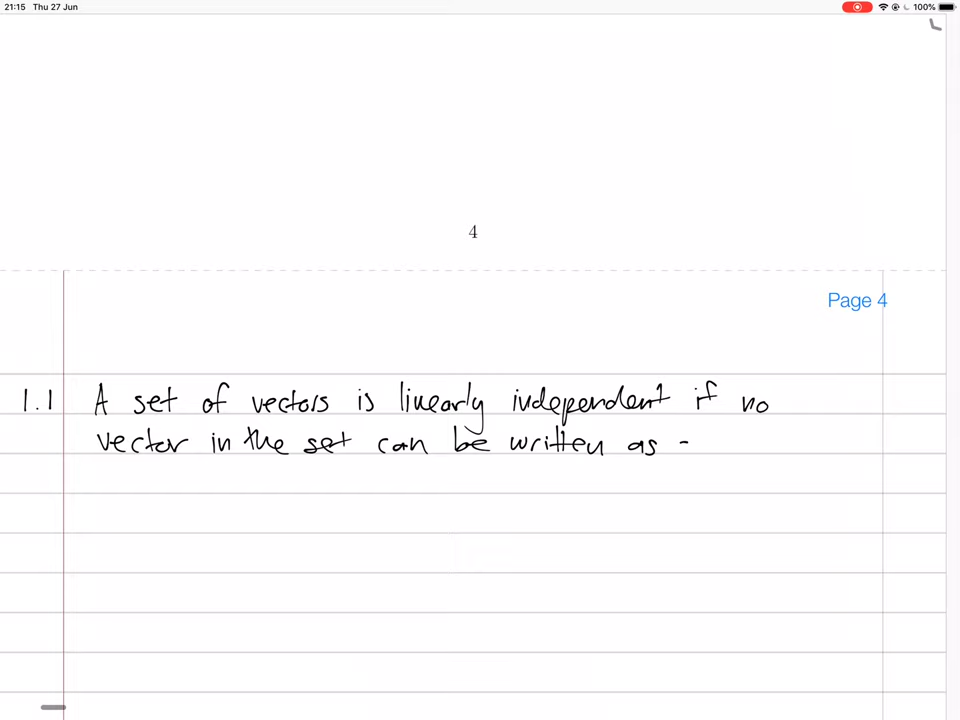 21:15 Thu 27 Jun 100%
4
Page 4
1.1 A set of vectors is linearly independent if no
vector in the set can be written as -